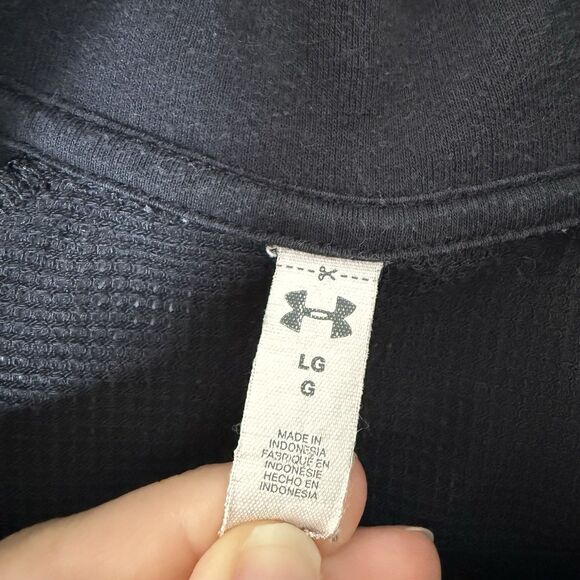 LG
G
MADE IN
INDONESIA
FABRIQUÉ EN
INDONÉSIE
HECHO EN
INDONESIA